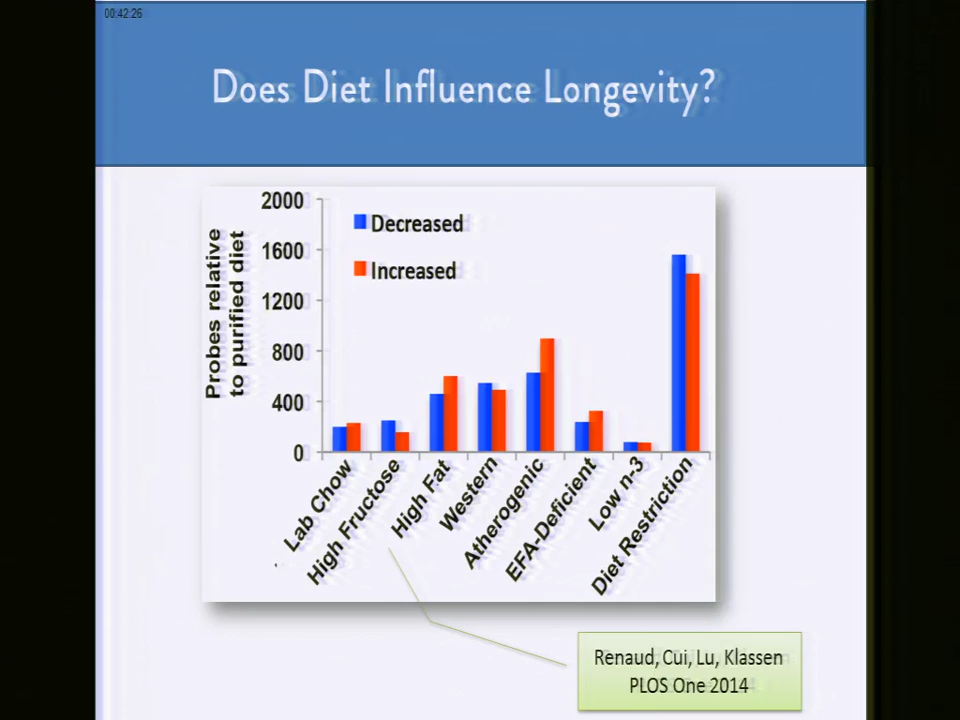 00:42:26
Does Diet Influence Longevity?
Probes relative
to purified diet
2000
1600
1200
800
400
0
Decreased
Increased
Lab Chow
High Fructose
High Fat
Western
Atherogenic
EFA-Deficient
Low n-3
Diet Restriction
Renaud, Cui, Lu, Klassen
PLOS One 2014